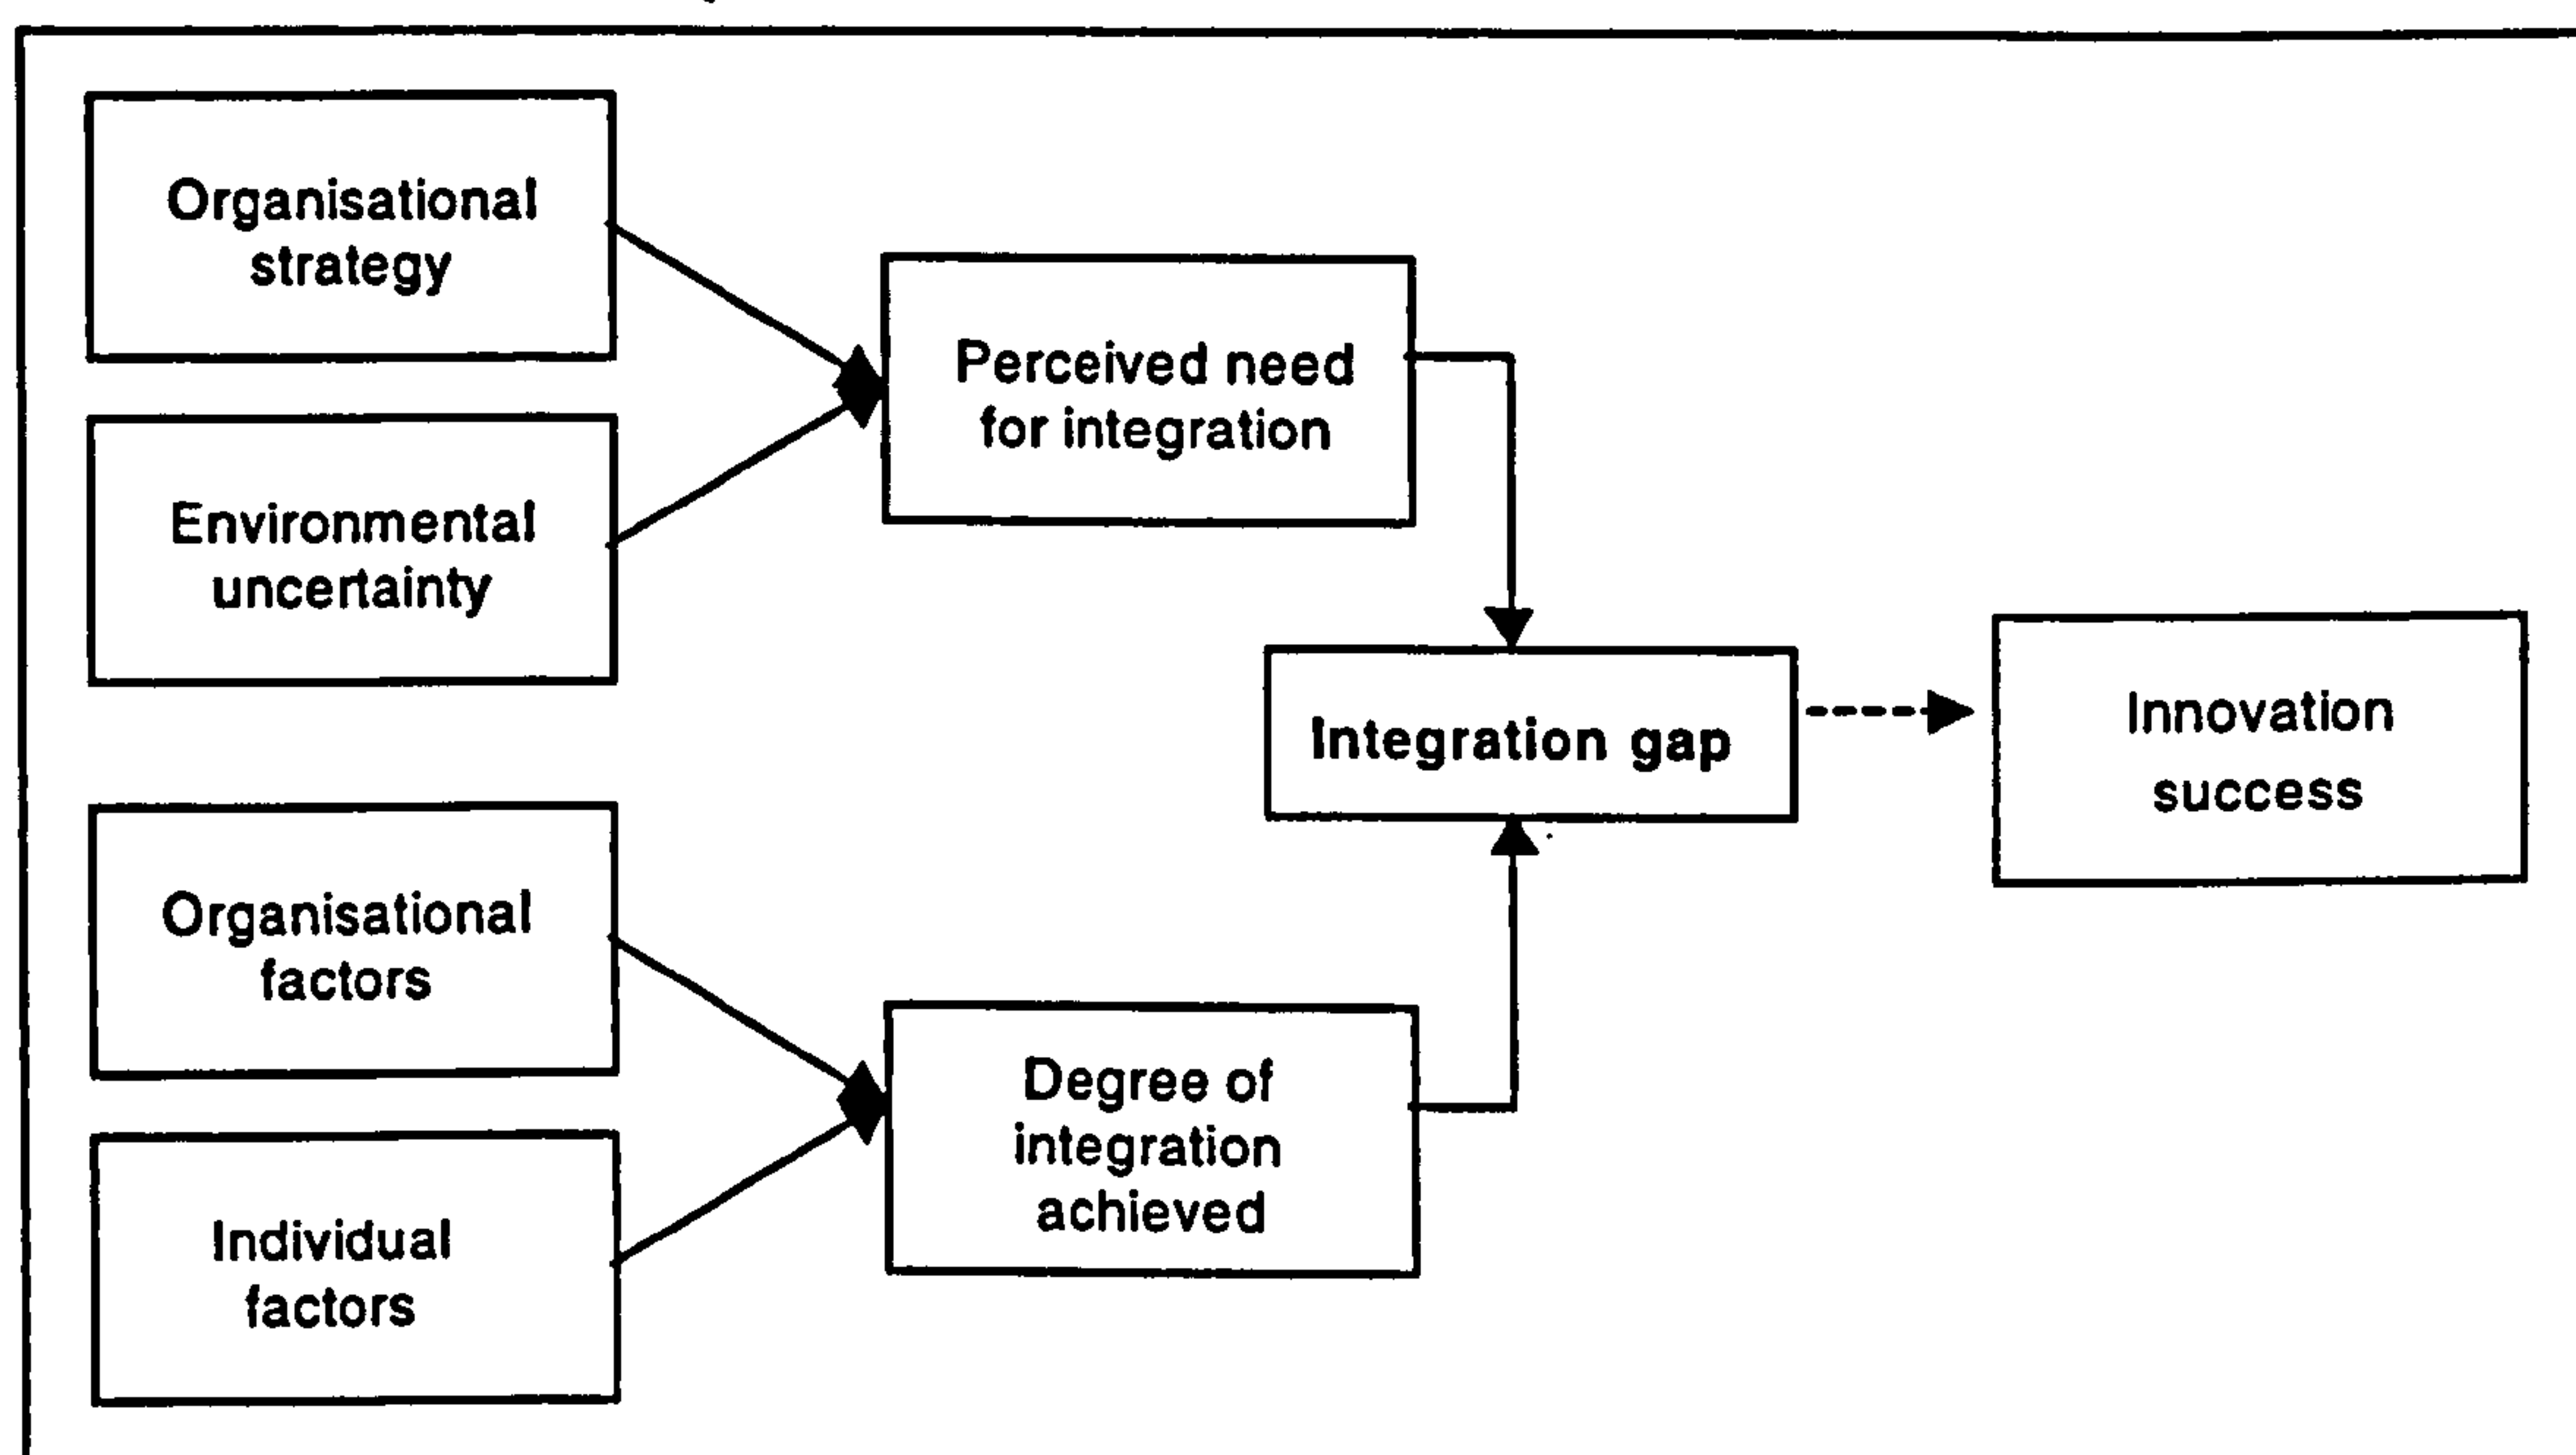 Organisational
strategy
Environmental
uncertainty
Perceived need
for integration
Integration gap
Innovation
success
Organisational
factors
Individual
factors
Degree of
integration
achieved